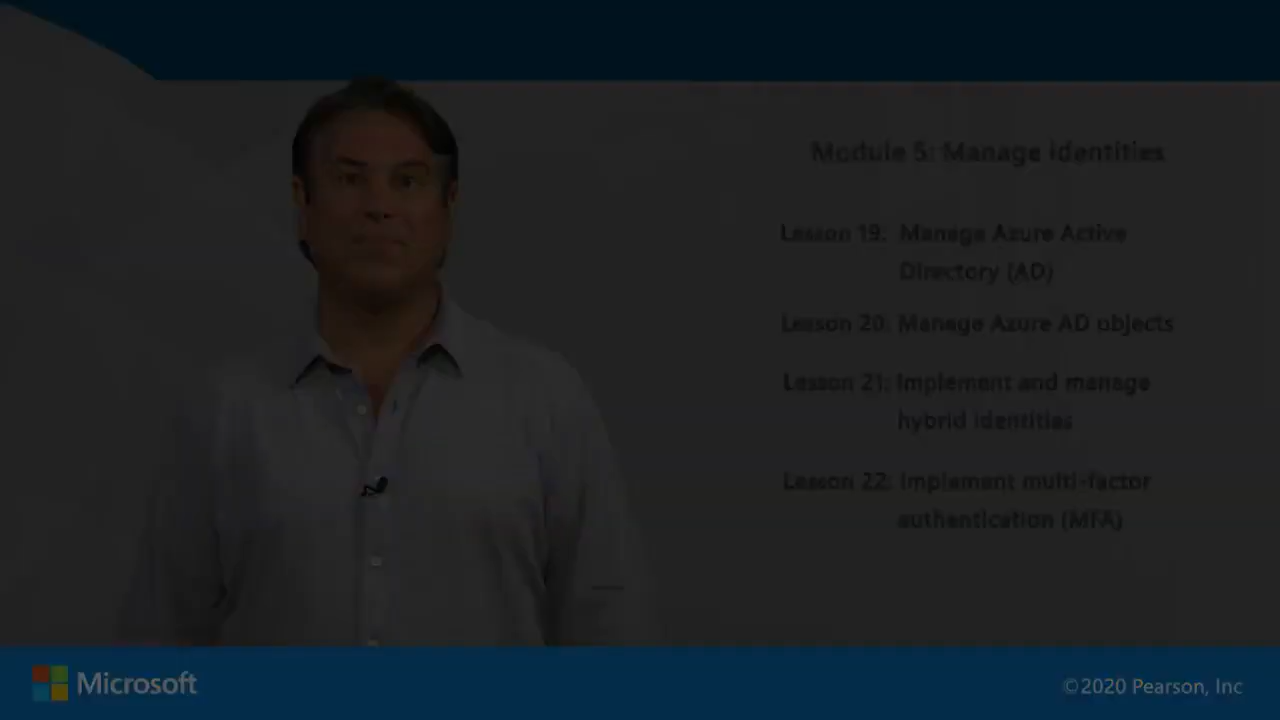 Module 5: Manage identities
Lesson 19: Manage Azure Active
Directory (AD)
Lesson 20: Manage Azure AD objects
Lesson 21: Implement and manage
hybrid identities
Lesson 22: Implement multi-factor
authentication (MFA)
Microsoft
©2020 Pearson, Inc